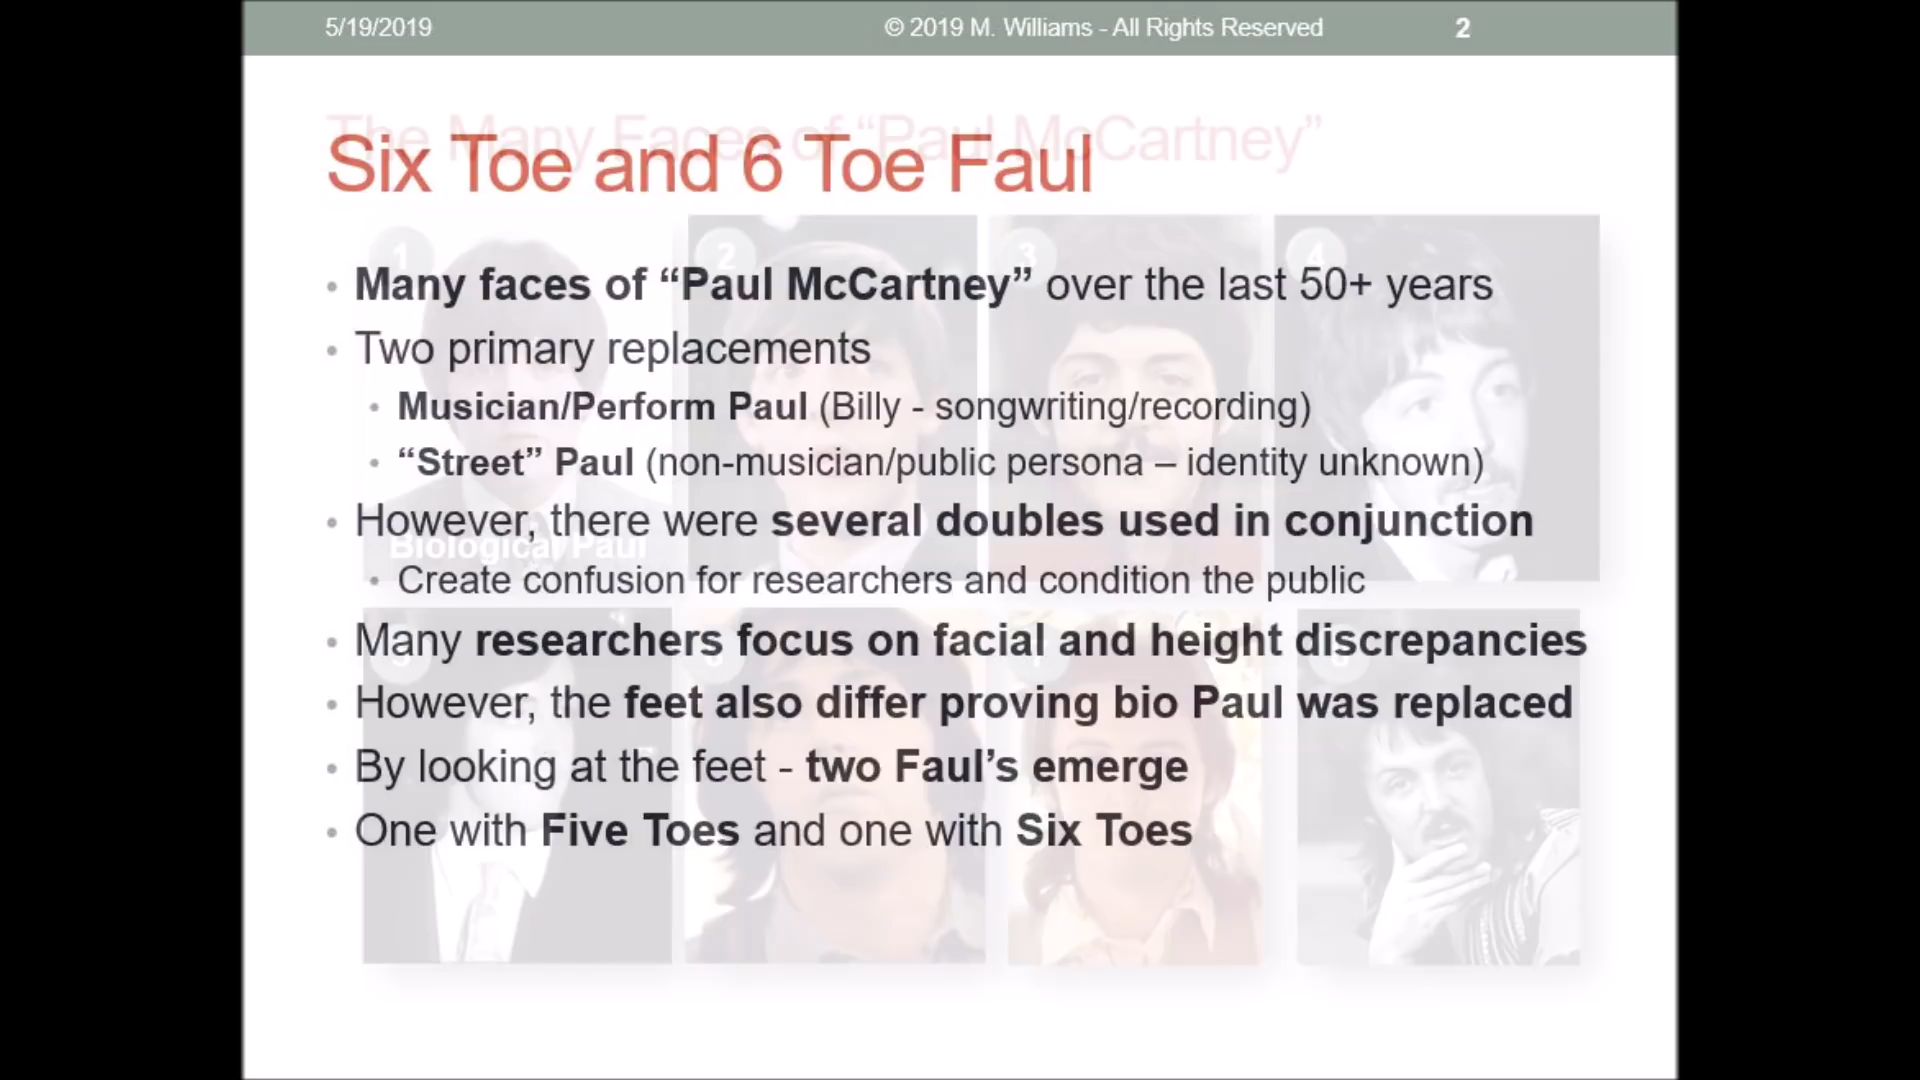 5/19/2019
© 2019 M. Williams - All Rights Reserved
2
The Many Faces of “Paul McCartney”
Six Toe and 6 Toe Faul
1
2
3
4
• Many faces of “Paul McCartney” over the last 50+ years
• Two primary replacements
• Musician/Perform Paul (Billy - songwriting/recording)
• “Street” Paul (non-musician/public persona – identity unknown)
• However, there were several doubles used in conjunction
Biological Paul
• Create confusion for researchers and condition the public
• Many researchers focus on facial and height discrepancies
• However, the feet also differ proving bio Paul was replaced
• By looking at the feet - two Faul’s emerge
• One with Five Toes and one with Six Toes